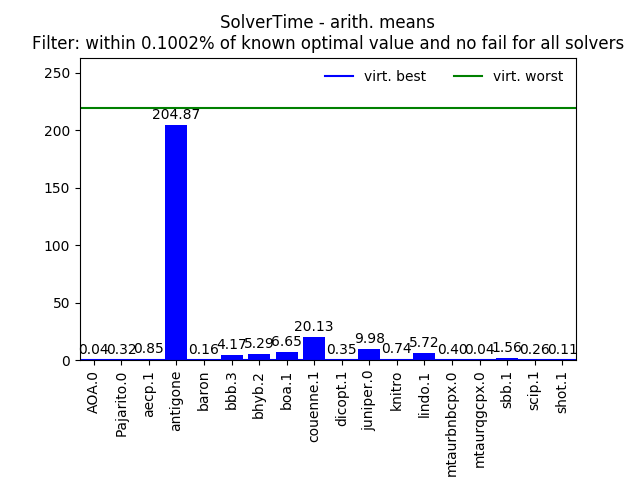 SolverTime - arith. means
Filter: within 0.1002% of known optimal value and no fail for all solvers
virt. best
virt. worst
250
200
150
100
50
0
0.04
0.32
0.85
204.87
0.16
4.17
5.29
6.65
20.13
0.35
9.98
0.74
5.72
0.40
0.04
1.56
0.26
0.11
AOA.0
Pajarito.0
aecp.1
antigone
baron
bbb.3
bhyb.2
boa.1
couenne.1
dicopt.1
juniper.0
knitro
lindo.1
mtaurbnbcpx.0
mtaurqgcpx.0
sbb.1
scip.1
shot.1